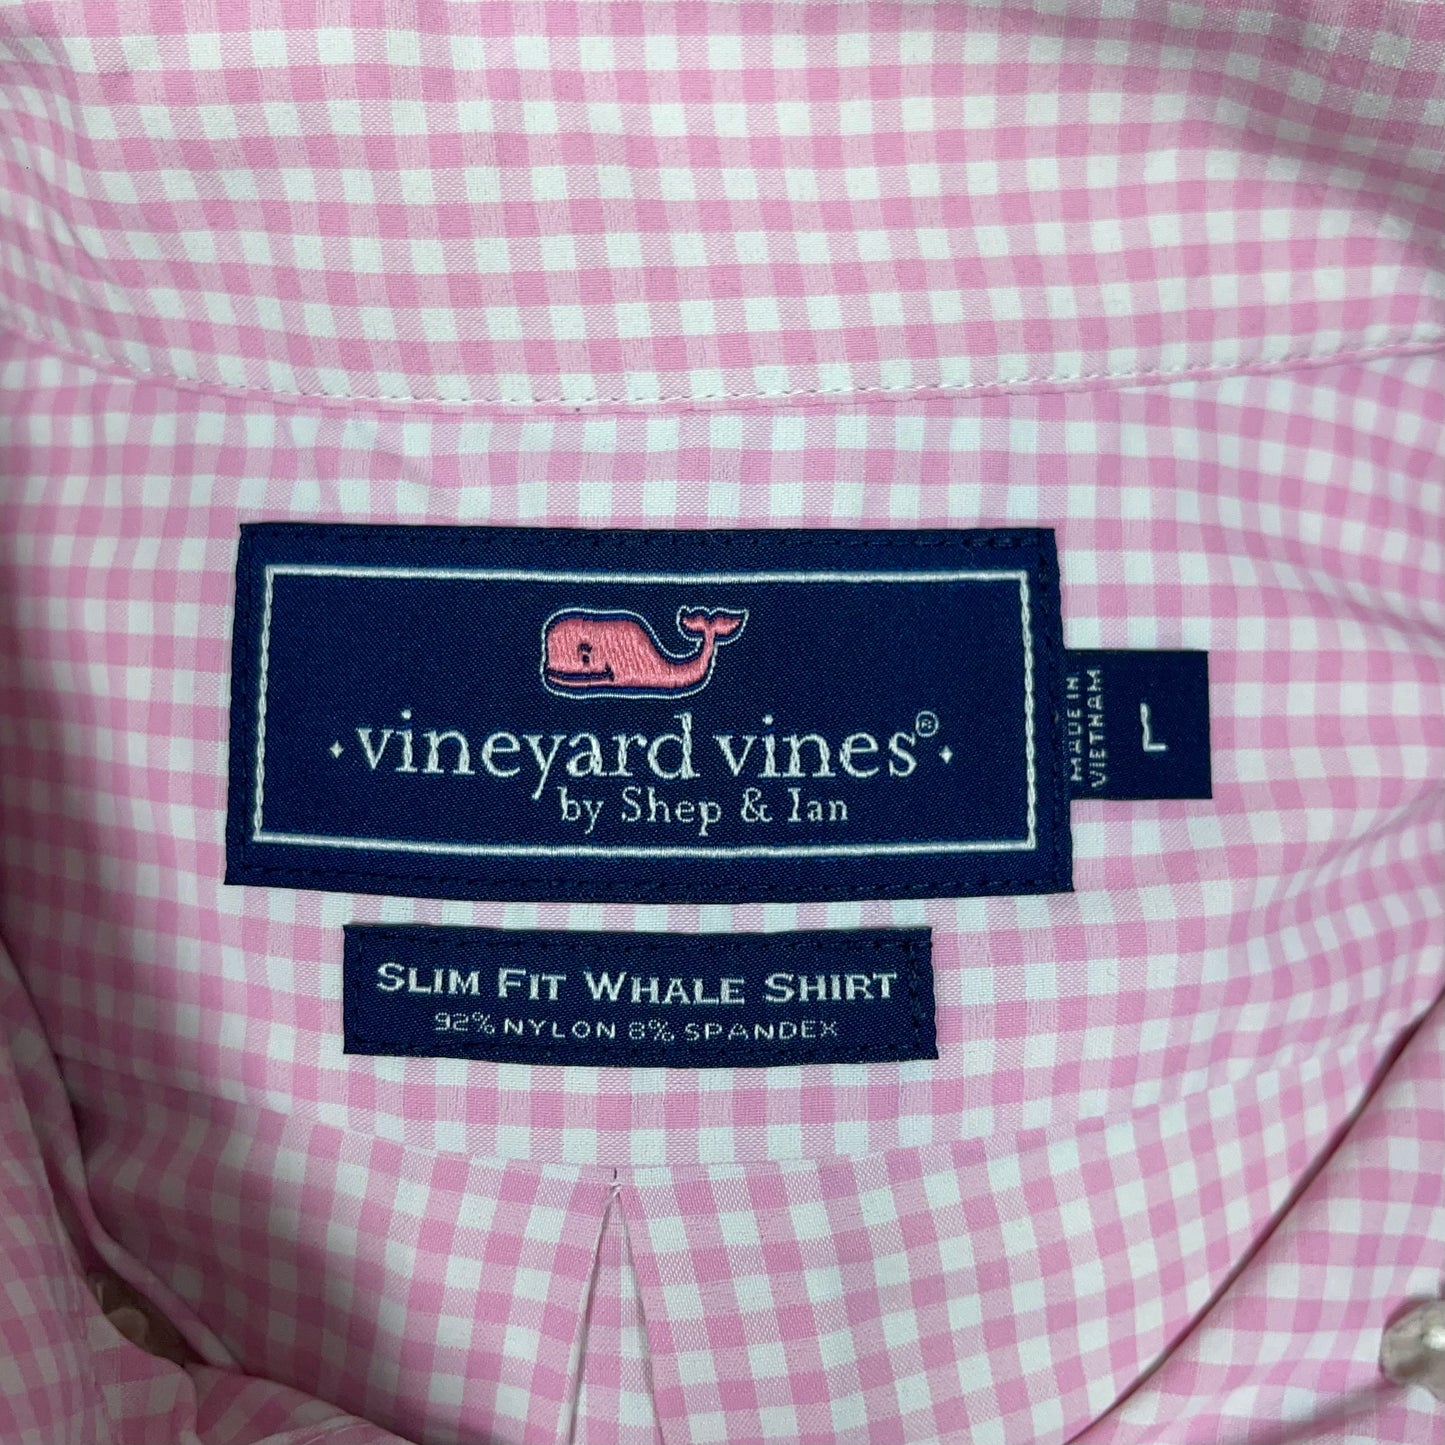 vineyard vines®
by Shep & Ian
MADE IN
VIETNAM
L
SLIM FIT WHALE SHIRT
92% NYLON 8% SPANDEX